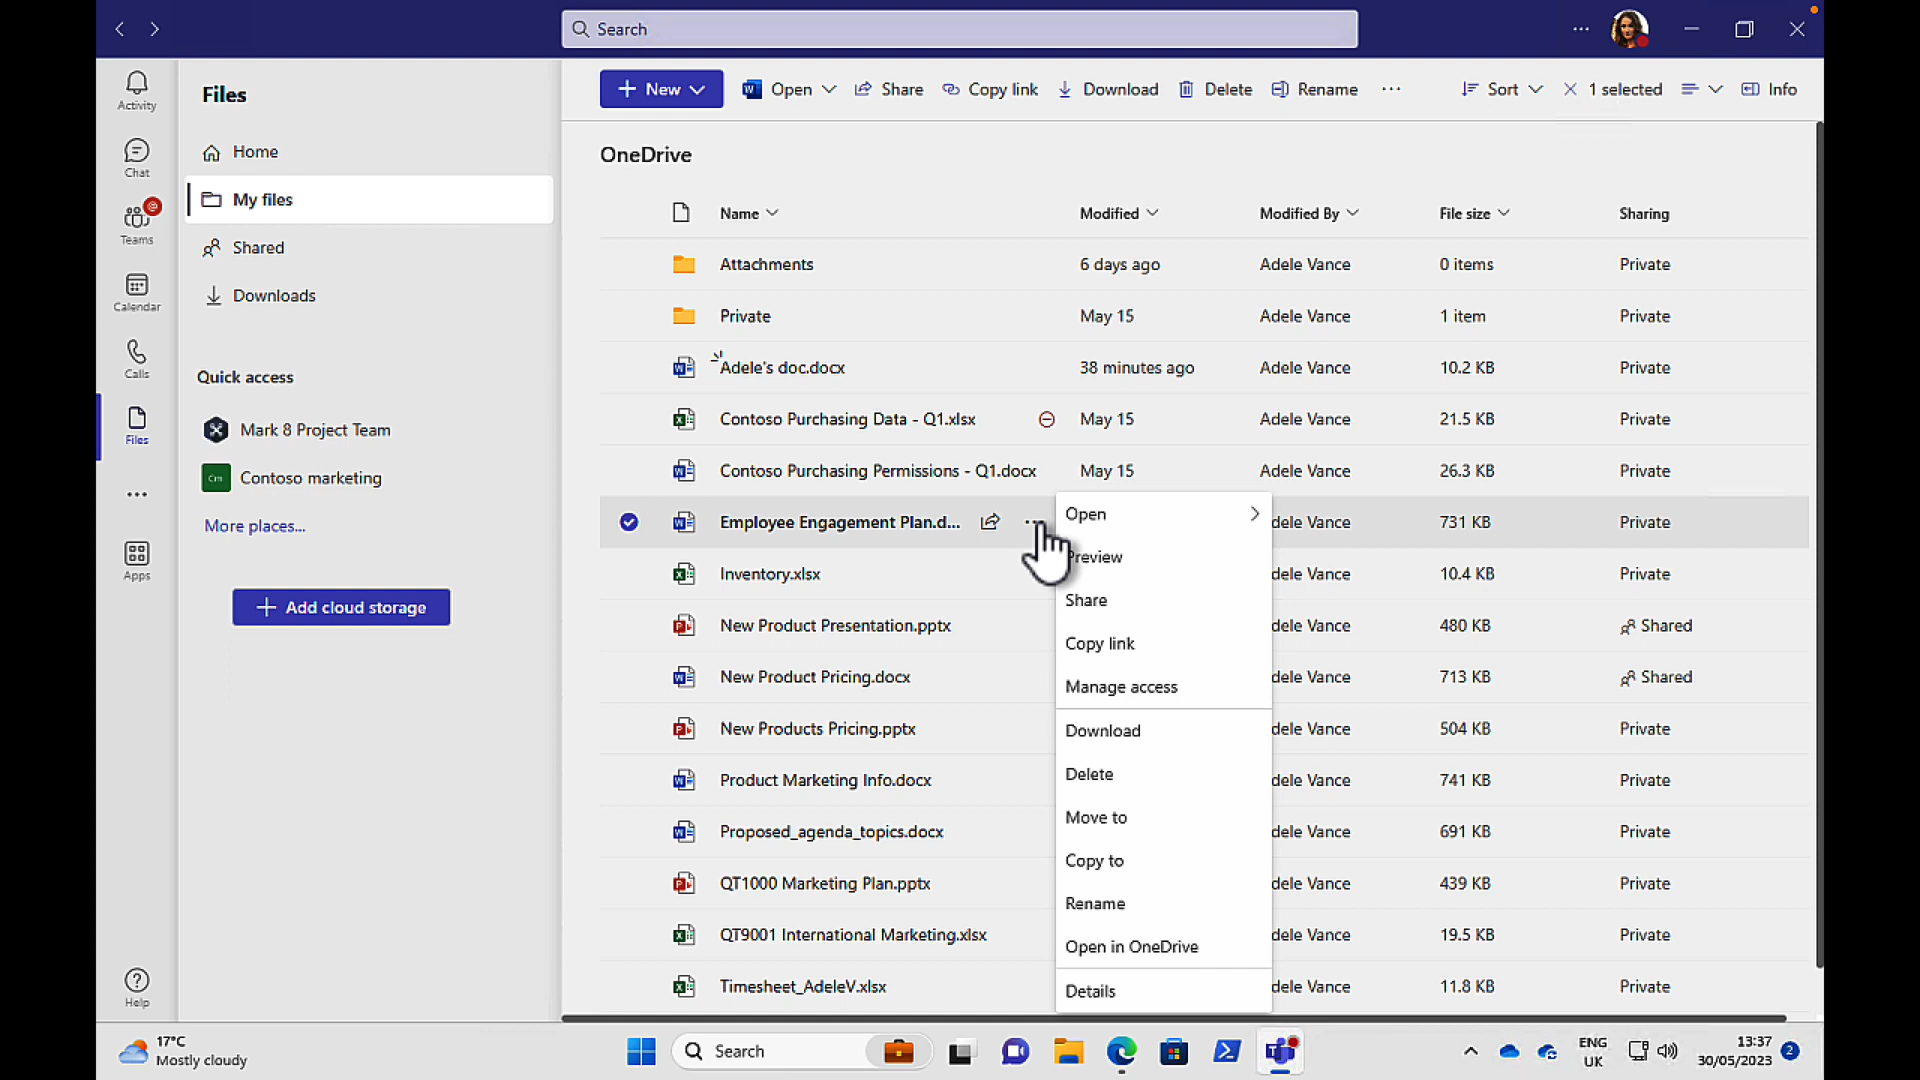 Search
Activity
Chat
Teams
Calendar
Calls
Files
Apps
Help
Files
Home
My files
Shared
Downloads
Quick access
Mark 8 Project Team
Cm Contoso marketing
More places...
+ Add cloud storage
+ New Open Share Copy link Download Delete Rename ... Sort 1 selected Info
OneDrive
Name Modified Modified By File size Sharing
Attachments 6 days ago Adele Vance 0 items Private
Private May 15 Adele Vance 1 item Private
Adele's doc.docx 38 minutes ago Adele Vance 10.2 KB Private
Contoso Purchasing Data - Q1.xlsx May 15 Adele Vance 21.5 KB Private
Contoso Purchasing Permissions - Q1.docx May 15 Adele Vance 26.3 KB Private
Employee Engagement Plan.d... dele Vance 731 KB Private
Inventory.xlsx dele Vance 10.4 KB Private
New Product Presentation.pptx dele Vance 480 KB Shared
New Product Pricing.docx dele Vance 713 KB Shared
New Products Pricing.pptx dele Vance 504 KB Private
Product Marketing Info.docx dele Vance 741 KB Private
Proposed_agenda_topics.docx dele Vance 691 KB Private
QT1000 Marketing Plan.pptx dele Vance 439 KB Private
QT9001 International Marketing.xlsx dele Vance 19.5 KB Private
Timesheet_AdeleV.xlsx dele Vance 11.8 KB Private
Open
Preview
Share
Copy link
Manage access
Download
Delete
Move to
Copy to
Rename
Open in OneDrive
Details
17°C
Mostly cloudy
Search
ENG
UK
13:37
30/05/2023
2